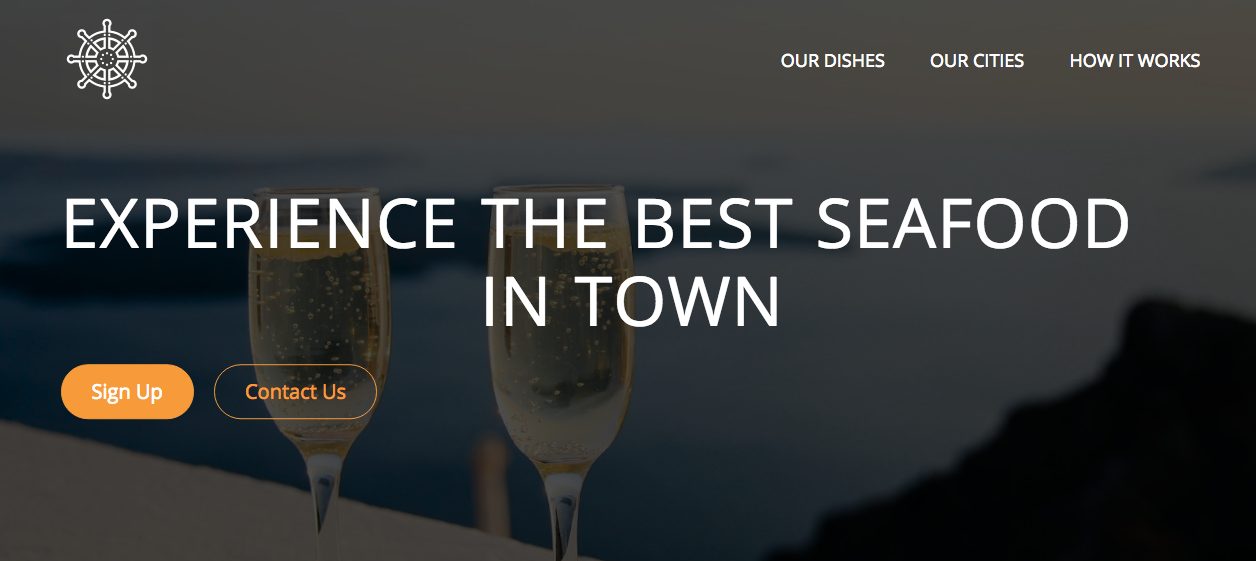 OUR DISHES OUR CITIES HOW IT WORKS
EXPERIENCE THE BEST SEAFOOD
IN TOWN
Sign Up Contact Us